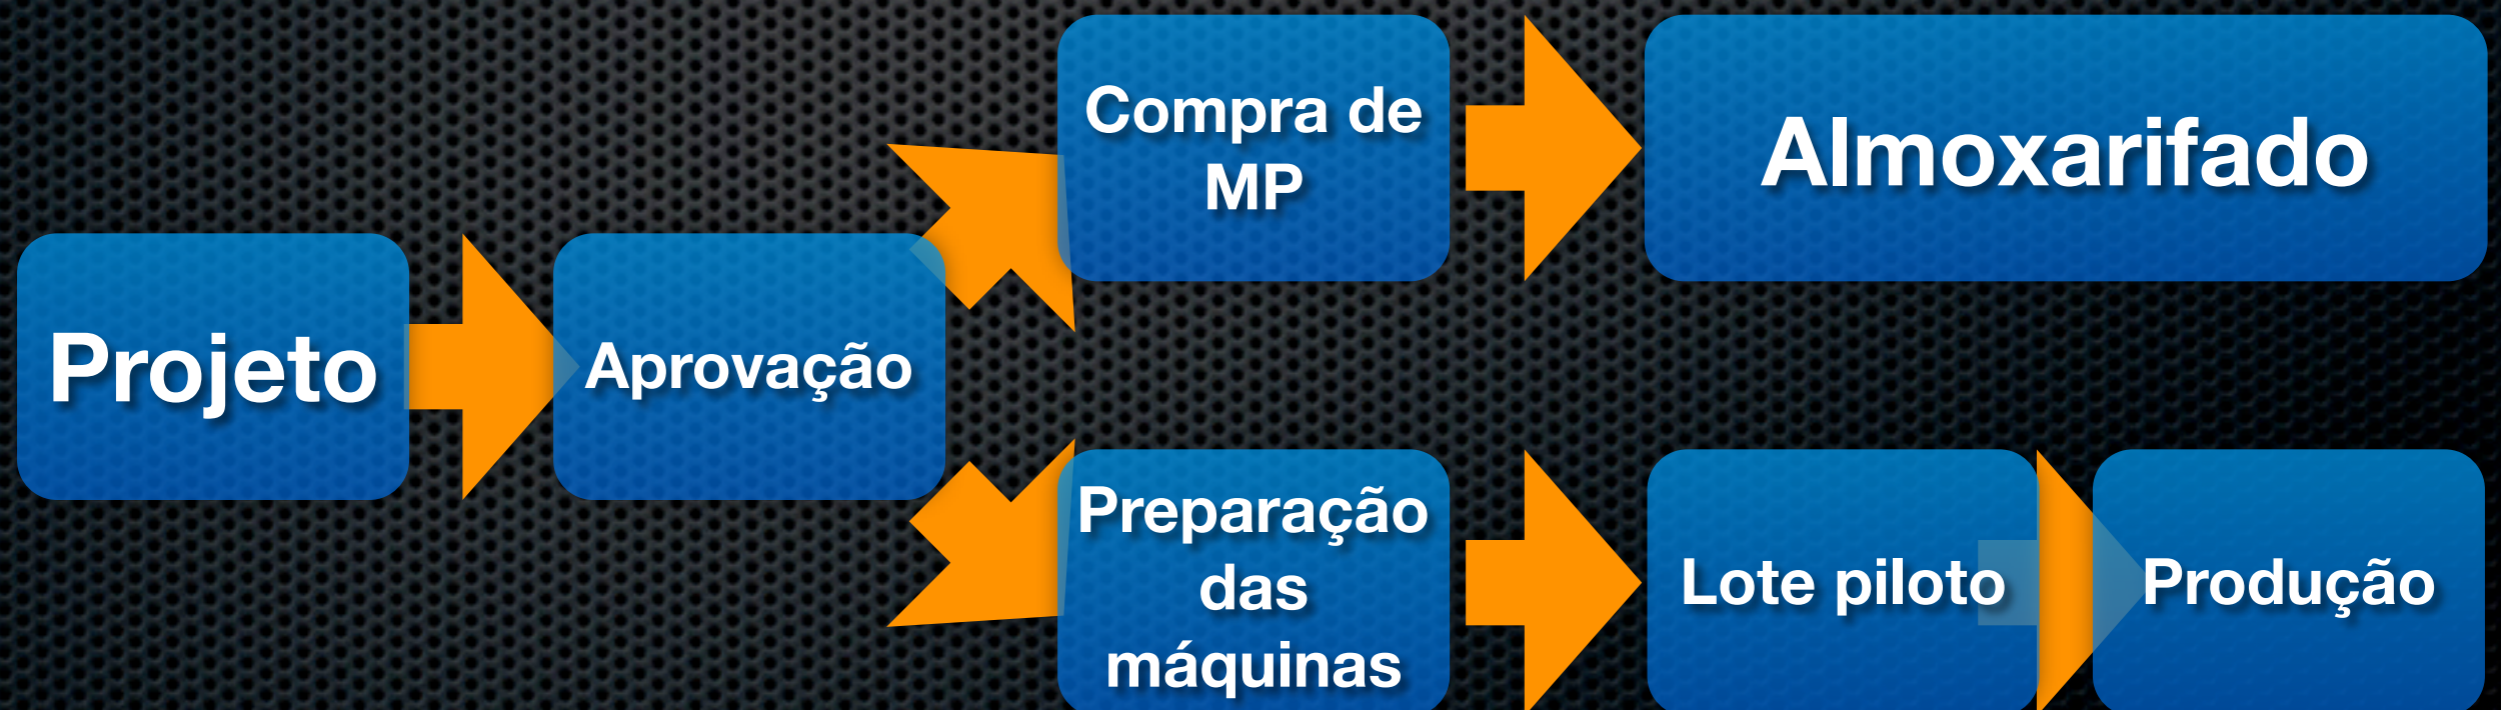 Projeto
Aprovação
Compra de
MP
Almoxarifado
Preparação
das
máquinas
Lote piloto
Produção